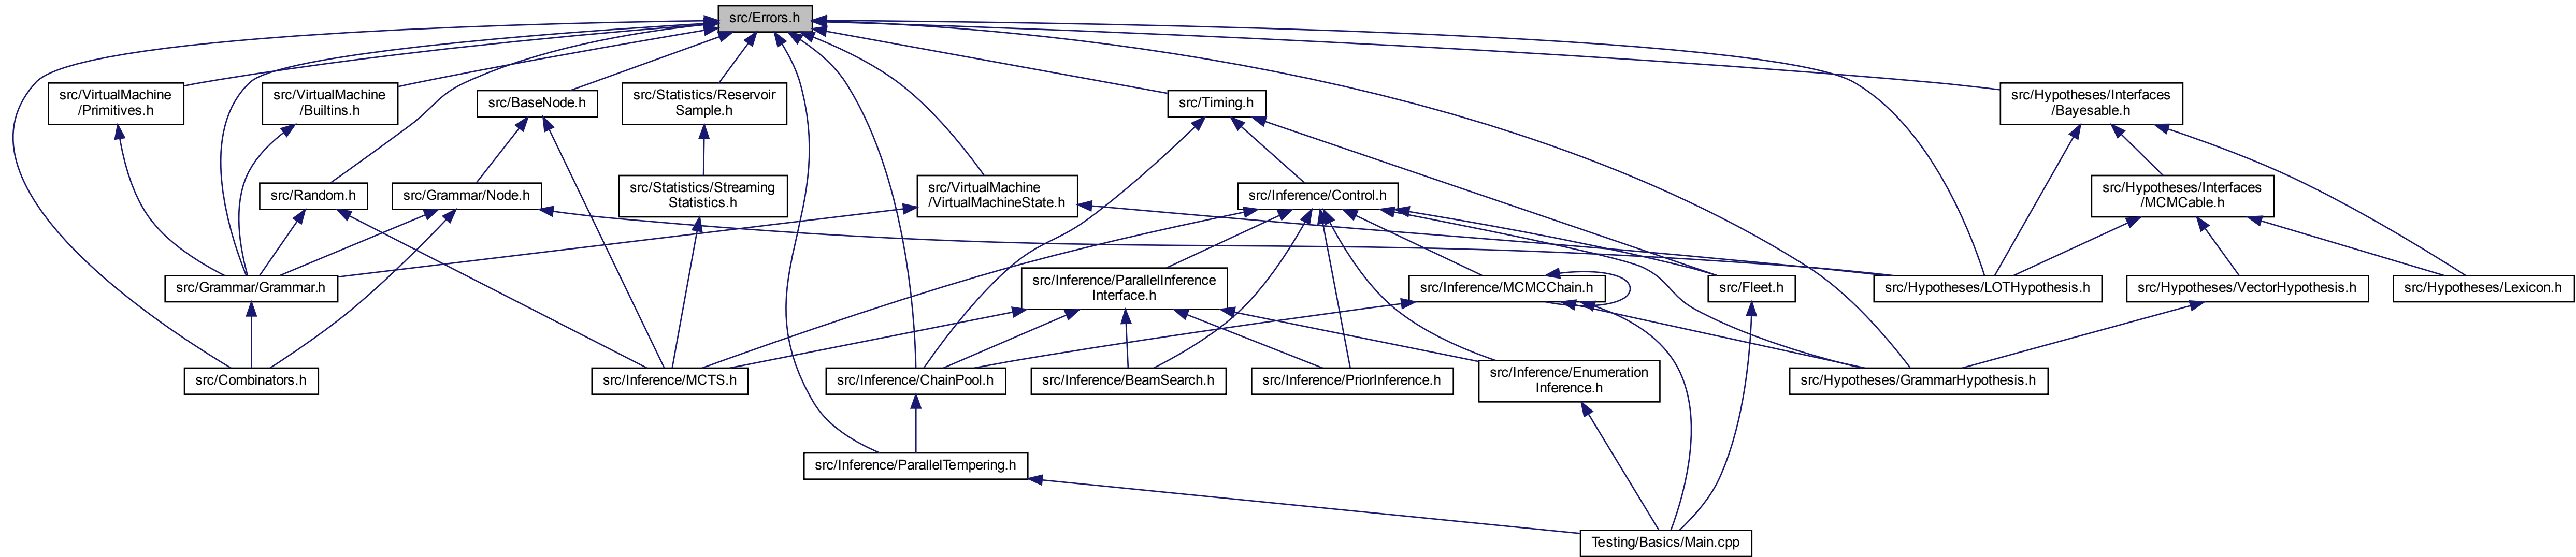 src/Errors.h
src/VirtualMachine
/Primitives.h
src/VirtualMachine
/Builtins.h
src/BaseNode.h
src/Statistics/Reservoir
Sample.h
src/Timing.h
src/Hypotheses/Interfaces
/Bayesable.h
src/Random.h
src/Grammar/Node.h
src/Statistics/Streaming
Statistics.h
src/VirtualMachine
/VirtualMachineState.h
src/Inference/Control.h
src/Hypotheses/Interfaces
/MCMCable.h
src/Grammar/Grammar.h
src/Inference/ParallelInference
Interface.h
src/Inference/MCMCChain.h
src/Fleet.h
src/Hypotheses/LOTHypothesis.h
src/Hypotheses/VectorHypothesis.h
src/Hypotheses/Lexicon.h
src/Combinators.h
src/Inference/MCTS.h
src/Inference/ChainPool.h
src/Inference/BeamSearch.h
src/Inference/PriorInference.h
src/Inference/Enumeration
Inference.h
src/Hypotheses/GrammarHypothesis.h
src/Inference/ParallelTempering.h
Testing/Basics/Main.cpp